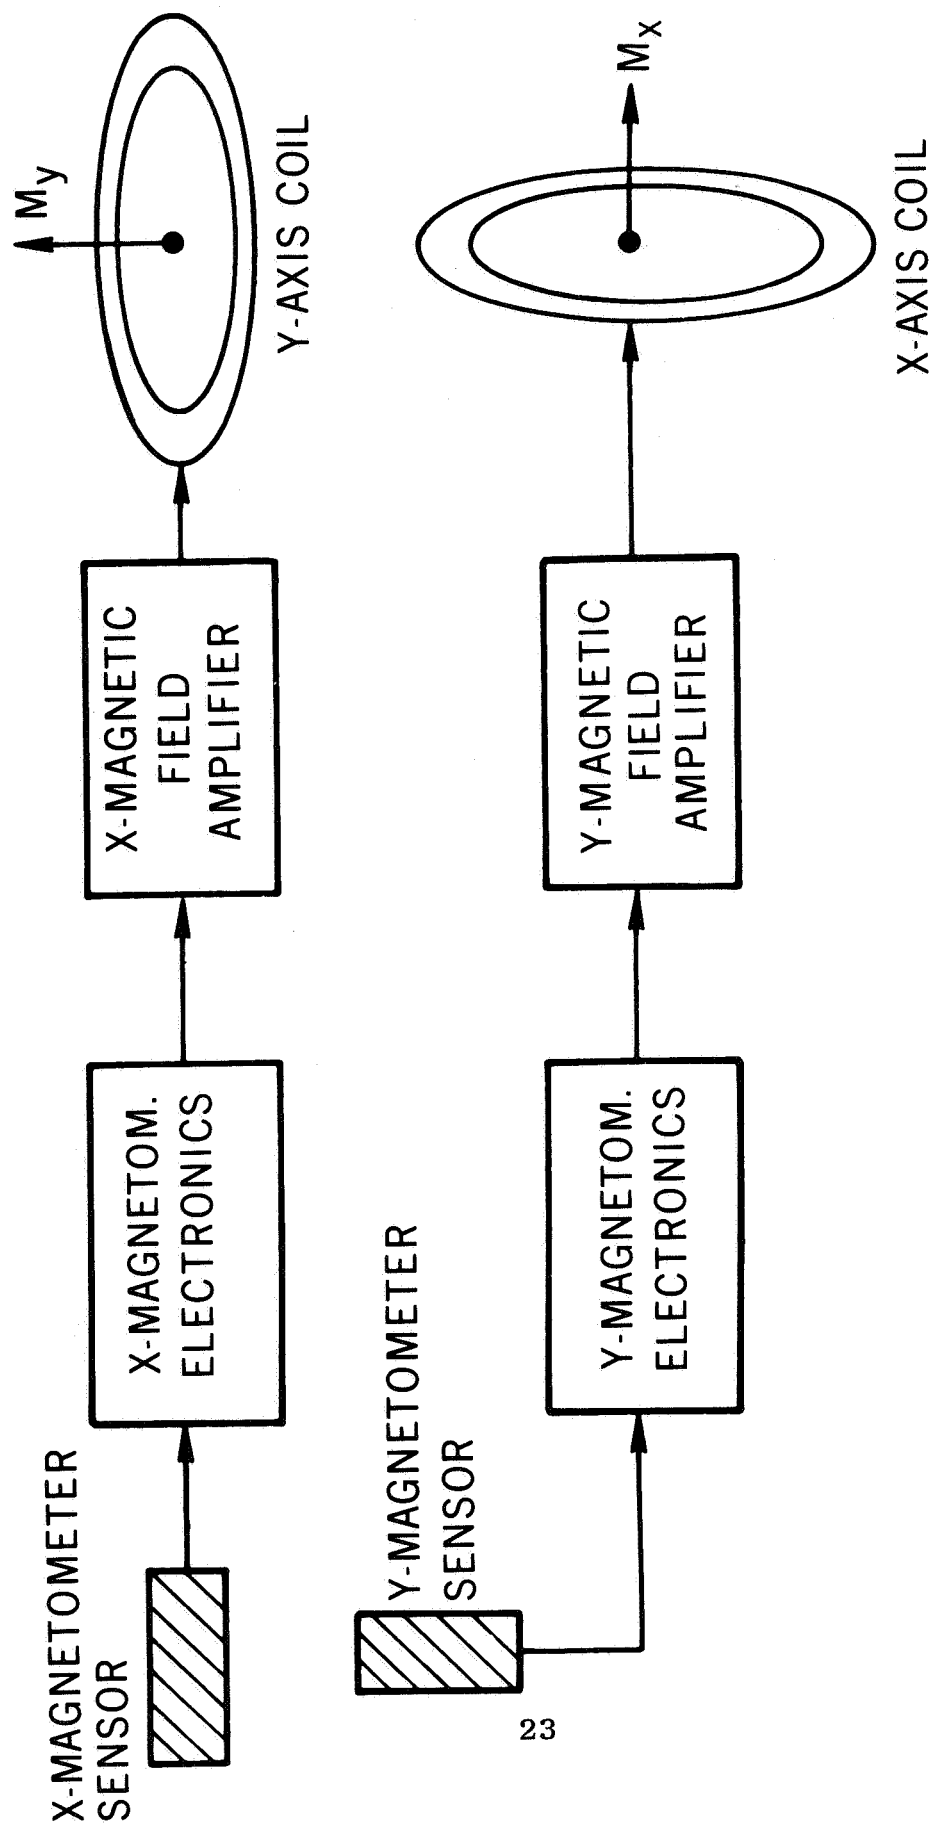 X-MAGNETOMETER
SENSOR
X-MAGNETOM.
ELECTRONICS
X-MAGNETIC
FIELD
AMPLIFIER
My
Y-AXIS COIL
Y-MAGNETOMETER
SENSOR
Y-MAGNETOM.
ELECTRONICS
Y-MAGNETIC
FIELD
AMPLIFIER
Mx
X-AXIS COIL
23